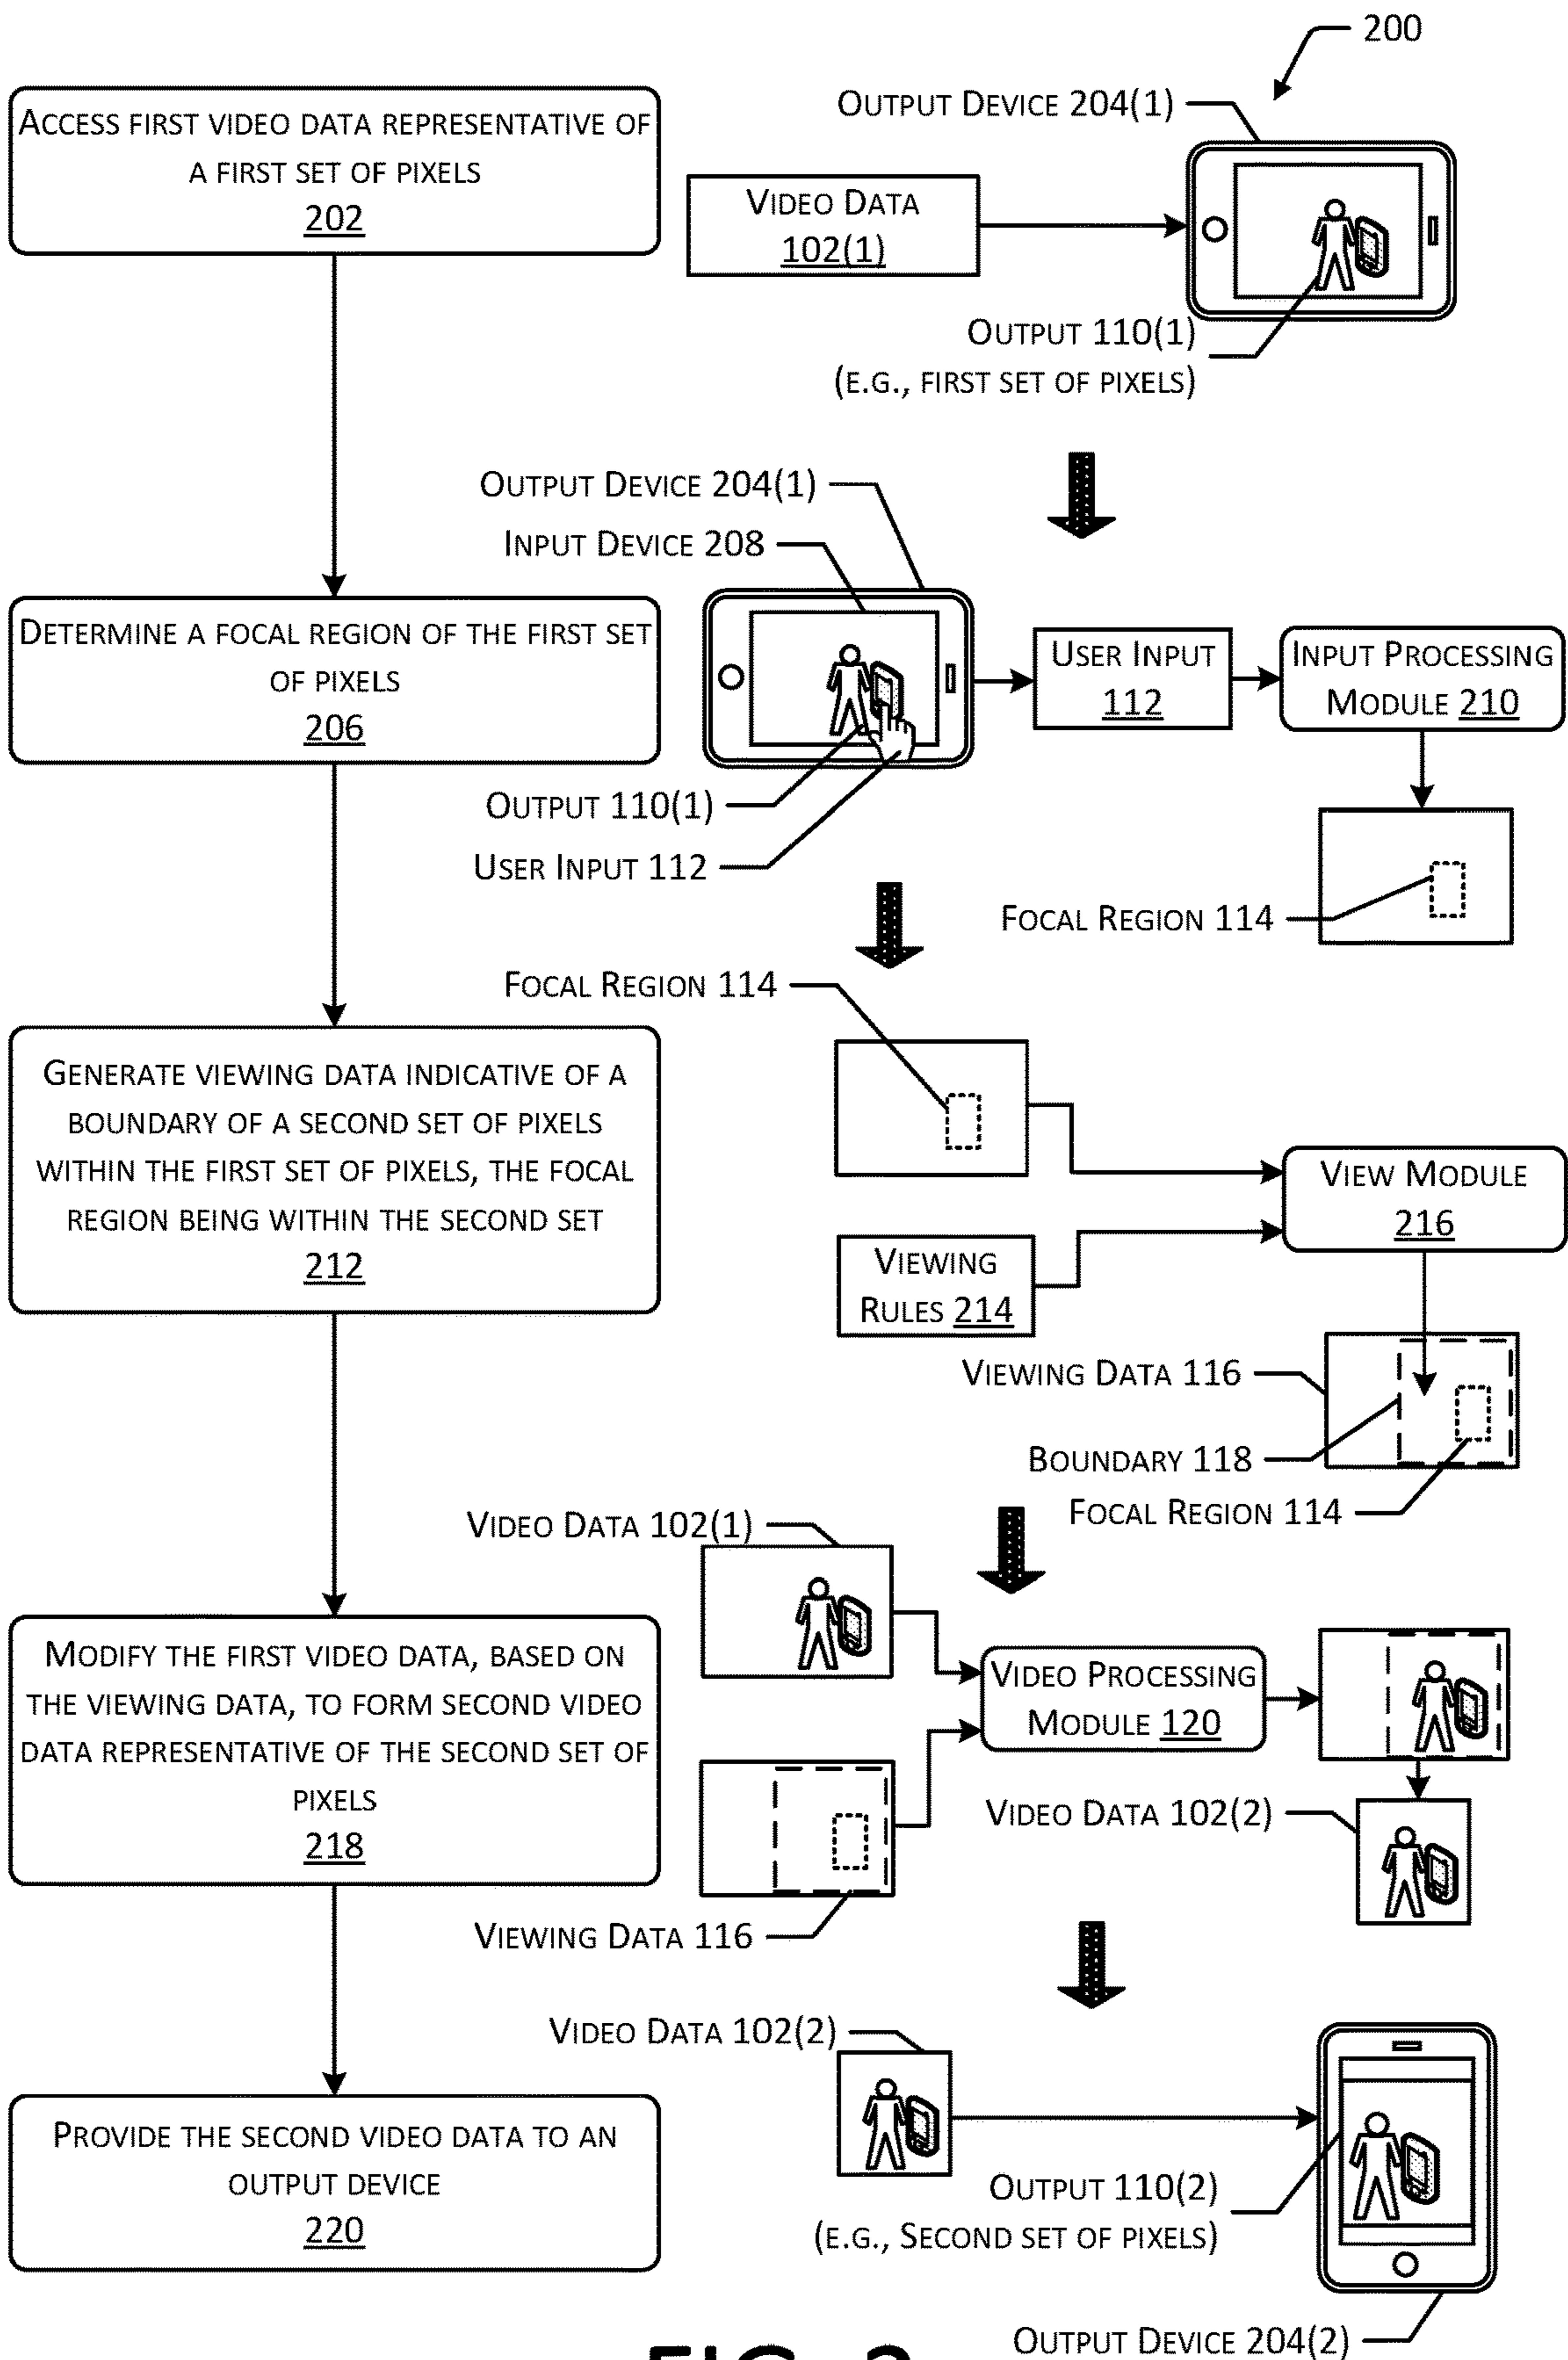 200
OUTPUT DEVICE 204(1)
ACCESS FIRST VIDEO DATA REPRESENTATIVE OF
A FIRST SET OF PIXELS
202
VIDEO DATA
102(1)
OUTPUT 110(1)
(E.G., FIRST SET OF PIXELS)
OUTPUT DEVICE 204(1)
INPUT DEVICE 208
DETERMINE A FOCAL REGION OF THE FIRST SET
OF PIXELS
206
USER INPUT
112
INPUT PROCESSING
MODULE 210
OUTPUT 110(1)
USER INPUT 112
FOCAL REGION 114
FOCAL REGION 114
GENERATE VIEWING DATA INDICATIVE OF A
BOUNDARY OF A SECOND SET OF PIXELS
WITHIN THE FIRST SET OF PIXELS, THE FOCAL
REGION BEING WITHIN THE SECOND SET
212
VIEW MODULE
216
VIEWING
RULES 214
VIEWING DATA 116
BOUNDARY 118
FOCAL REGION 114
VIDEO DATA 102(1)
MODIFY THE FIRST VIDEO DATA, BASED ON
THE VIEWING DATA, TO FORM SECOND VIDEO
DATA REPRESENTATIVE OF THE SECOND SET OF
PIXELS
218
VIDEO PROCESSING
MODULE 120
VIDEO DATA 102(2)
VIEWING DATA 116
VIDEO DATA 102(2)
PROVIDE THE SECOND VIDEO DATA TO AN
OUTPUT DEVICE
220
OUTPUT 110(2)
(E.G., SECOND SET OF PIXELS)
OUTPUT DEVICE 204(2)